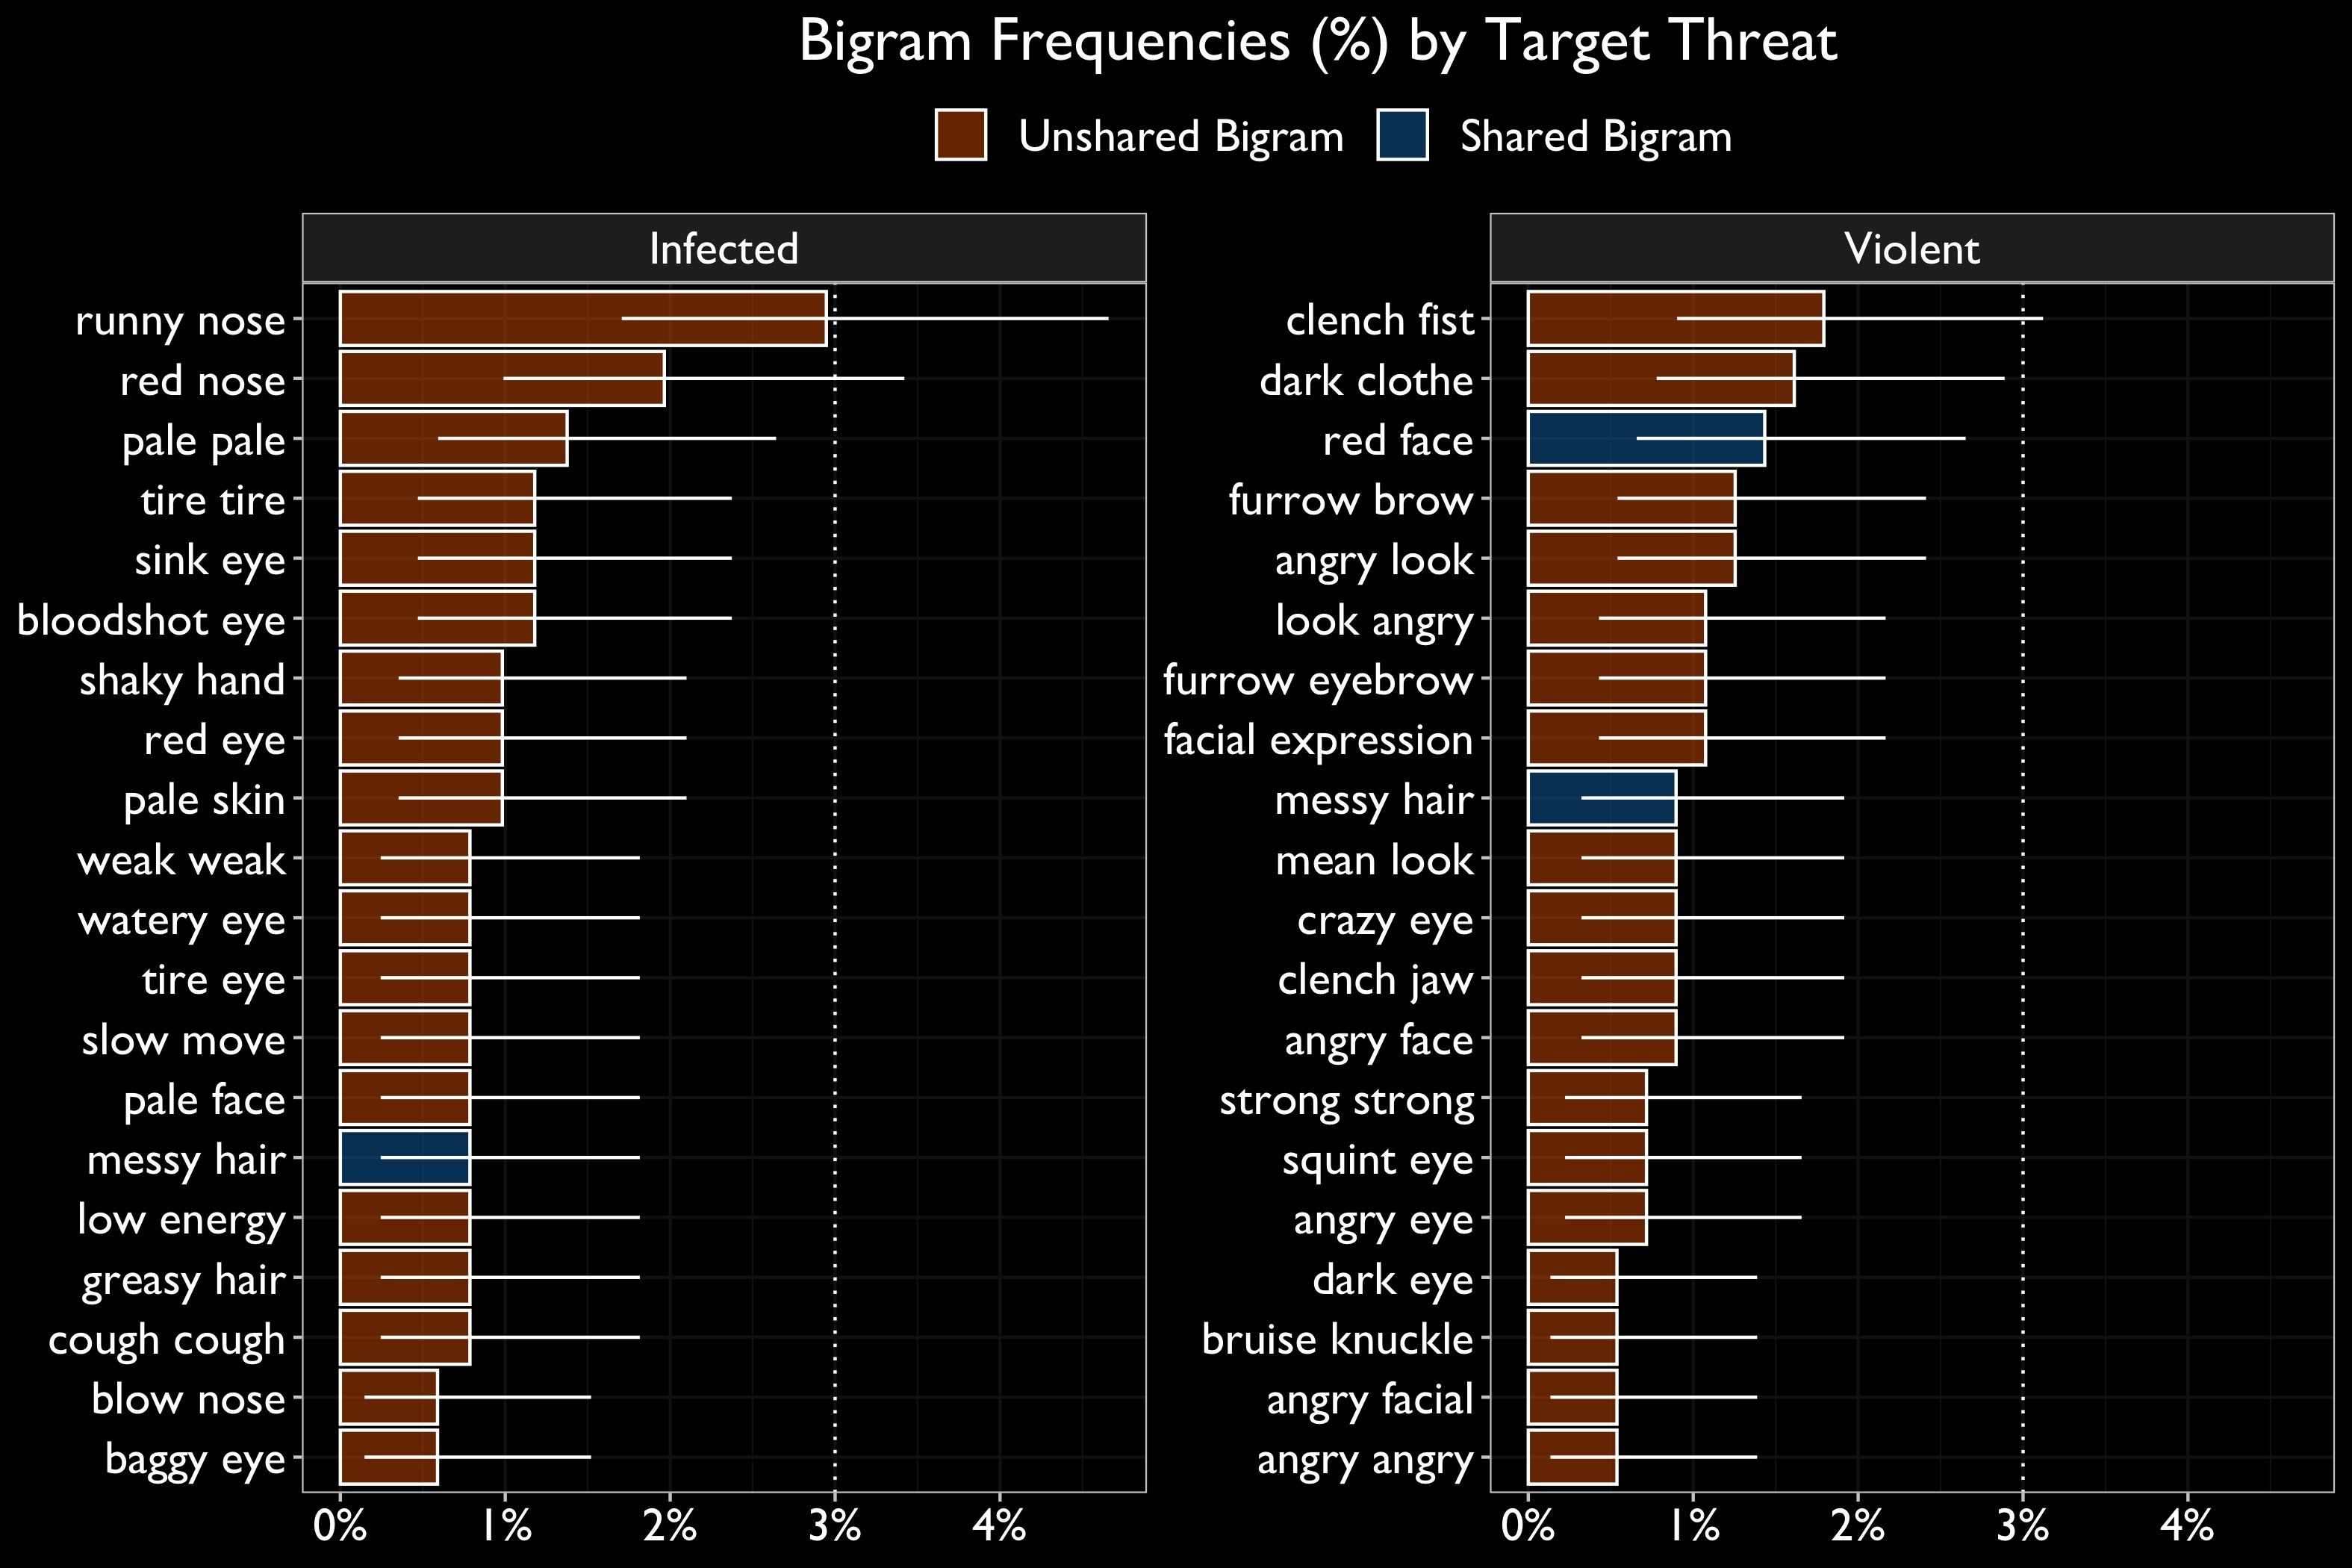 Bigram Frequencies (%) by Target Threat
Unshared Bigram
Shared Bigram
Infected
runny nose
red nose
pale pale
tire tire
sink eye
bloodshot eye
shaky hand
red eye
pale skin
weak weak
watery eye
tire eye
slow move
pale face
messy hair
low energy
greasy hair
cough cough
blow nose
baggy eye
0% 1% 2% 3% 4%
Violent
clench fist
dark clothe
red face
furrow brow
angry look
look angry
furrow eyebrow
facial expression
messy hair
mean look
crazy eye
clench jaw
angry face
strong strong
squint eye
angry eye
dark eye
bruise knuckle
angry facial
angry angry
0% 1% 2% 3% 4%